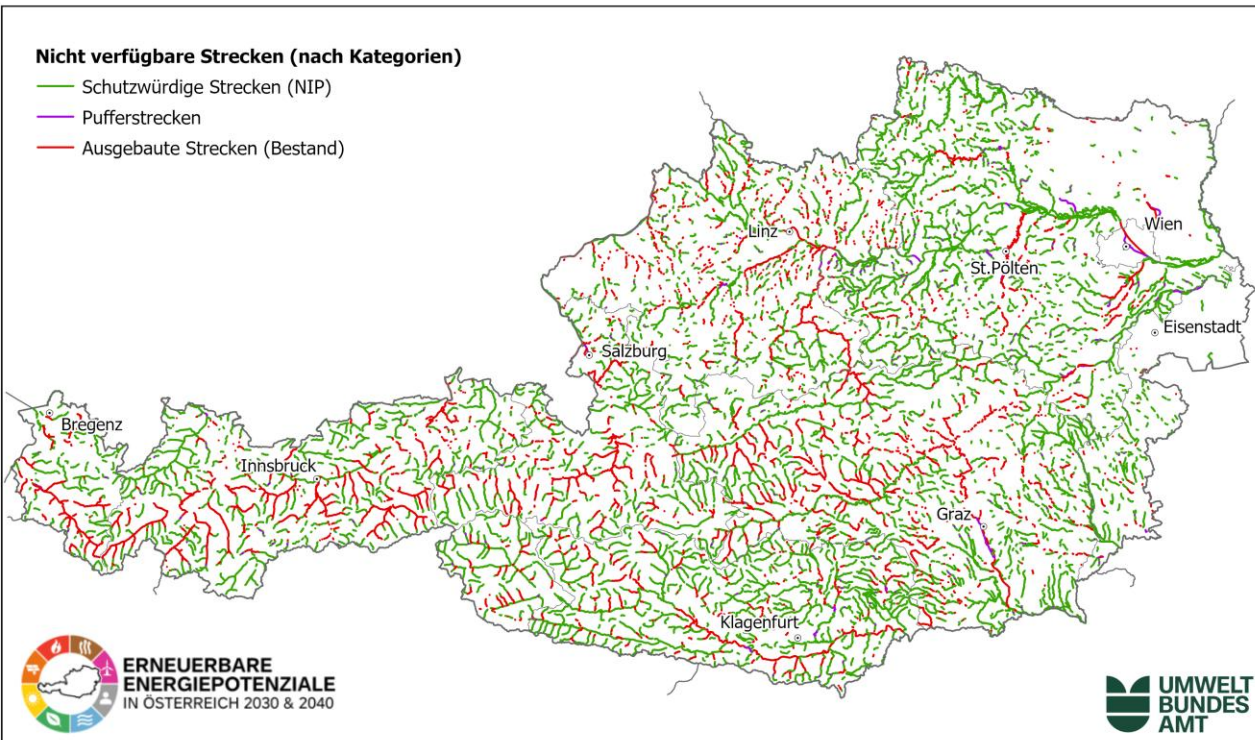 Nicht verfügbare Strecken (nach Kategorien)
Schutzwürdige Strecken (NIP)
Pufferstrecken
Ausgebaute Strecken (Bestand)
Wien
Linz
St.Pölten
Eisenstadt
Salzburg
Bregenz
Innsbruck
Graz
Klagenfurt
ERNEUERBARE
ENERGIEPOTENZIALE
IN ÖSTERREICH 2030 & 2040
UMWELT
BUNDES
AMT